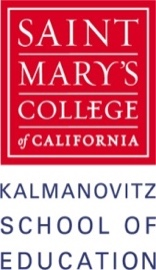 SAINT
MARY'S
COLLEGE
of CALIFORNIA
KALMANOVITZ
SCHOOL OF
EDUCATION